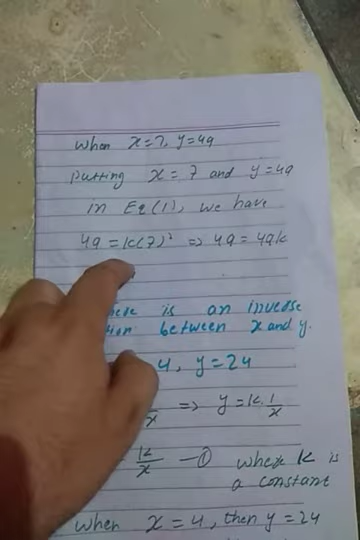 When x=7, y=49
Putting x=7 and y=49
in Eq(1), we have
49=k(7)² ⇒ 49=49k
is an inverse
between x and y.
4, y=24
x ⇒ y=k.1/x
k/x —① where k is
a constant
When x=4, then y=24